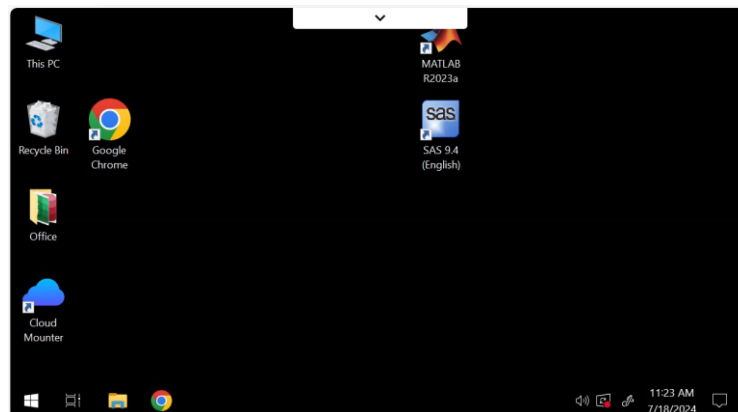 This PC
MATLAB
R2023a
Recycle Bin
Google
Chrome
sas
SAS 9.4
(English)
Office
Cloud
Mounter
11:23 AM
7/18/2024